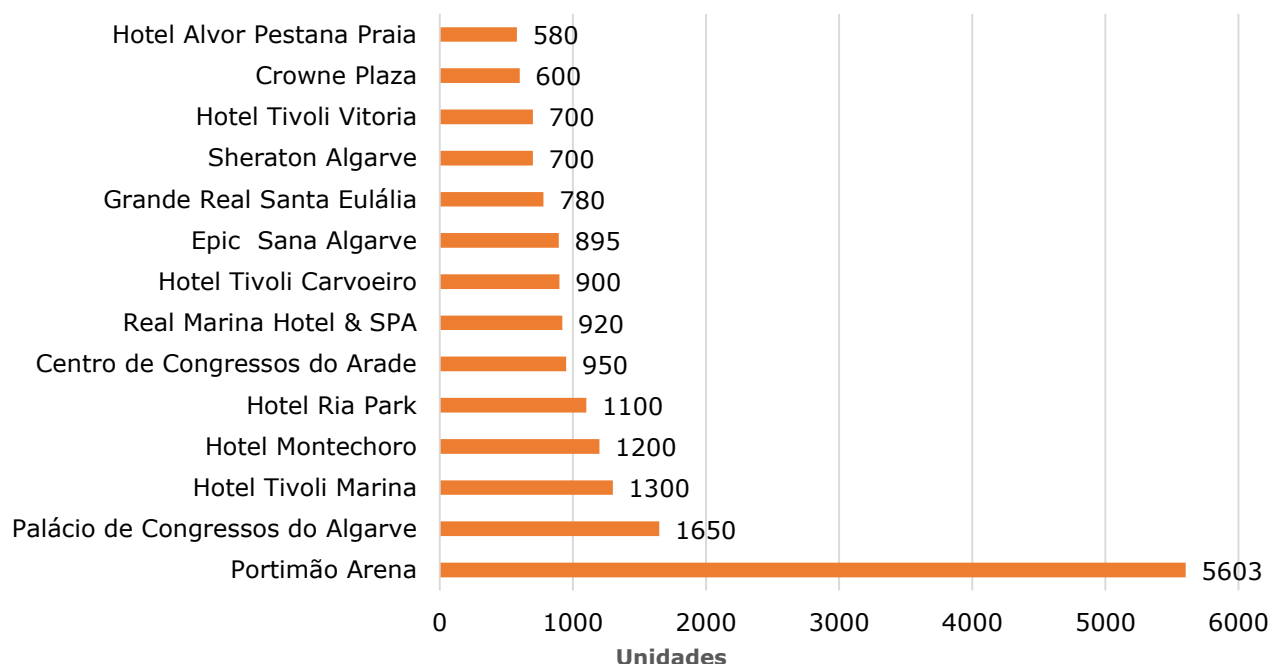 Hotel Alvor Pestana Praia 580
Crowne Plaza 600
Hotel Tivoli Vitoria 700
Sheraton Algarve 700
Grande Real Santa Eulália 780
Epic  Sana Algarve 895
Hotel Tivoli Carvoeiro 900
Real Marina Hotel & SPA 920
Centro de Congressos do Arade 950
Hotel Ria Park 1100
Hotel Montechoro 1200
Hotel Tivoli Marina 1300
Palácio de Congressos do Algarve 1650
Portimão Arena 5603
0 1000 2000 3000 4000 5000 6000
Unidades